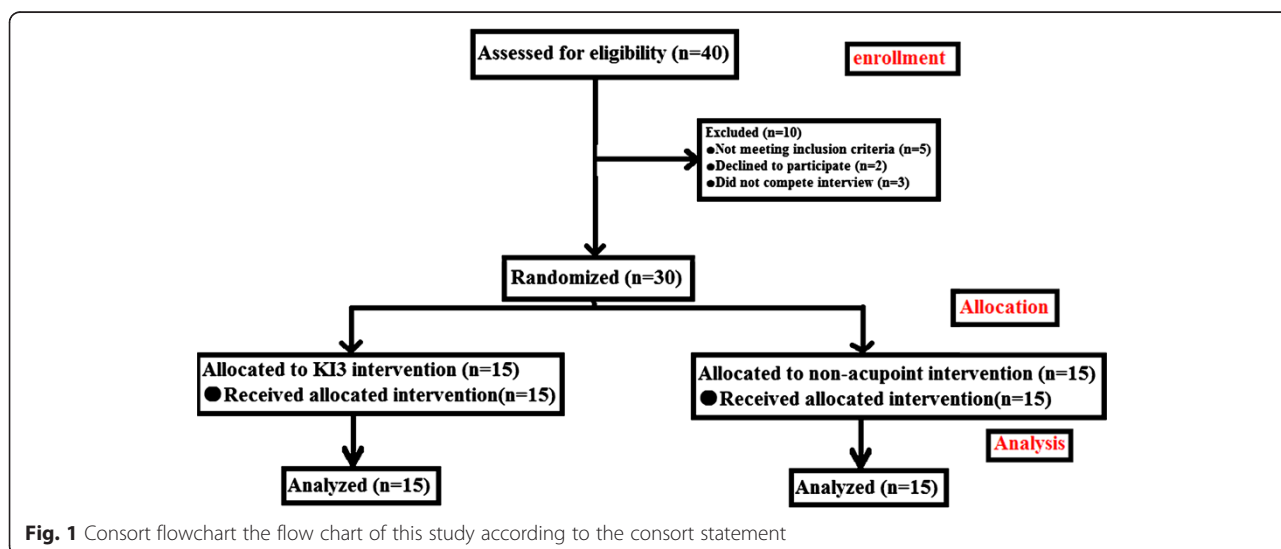 Assessed for eligibility (n=40)
enrollment
Excluded (n=10)
●Not meeting inclusion criteria (n=5)
●Declined to participate (n=2)
●Did not compete interview (n=3)
Randomized (n=30)
Allocation
Allocated to KI3 intervention (n=15)
●Received allocated intervention(n=15)
Allocated to non-acupoint intervention (n=15)
●Received allocated intervention(n=15)
Analysis
Analyzed (n=15)
Analyzed (n=15)
Fig. 1 Consort flowchart the flow chart of this study according to the consort statement